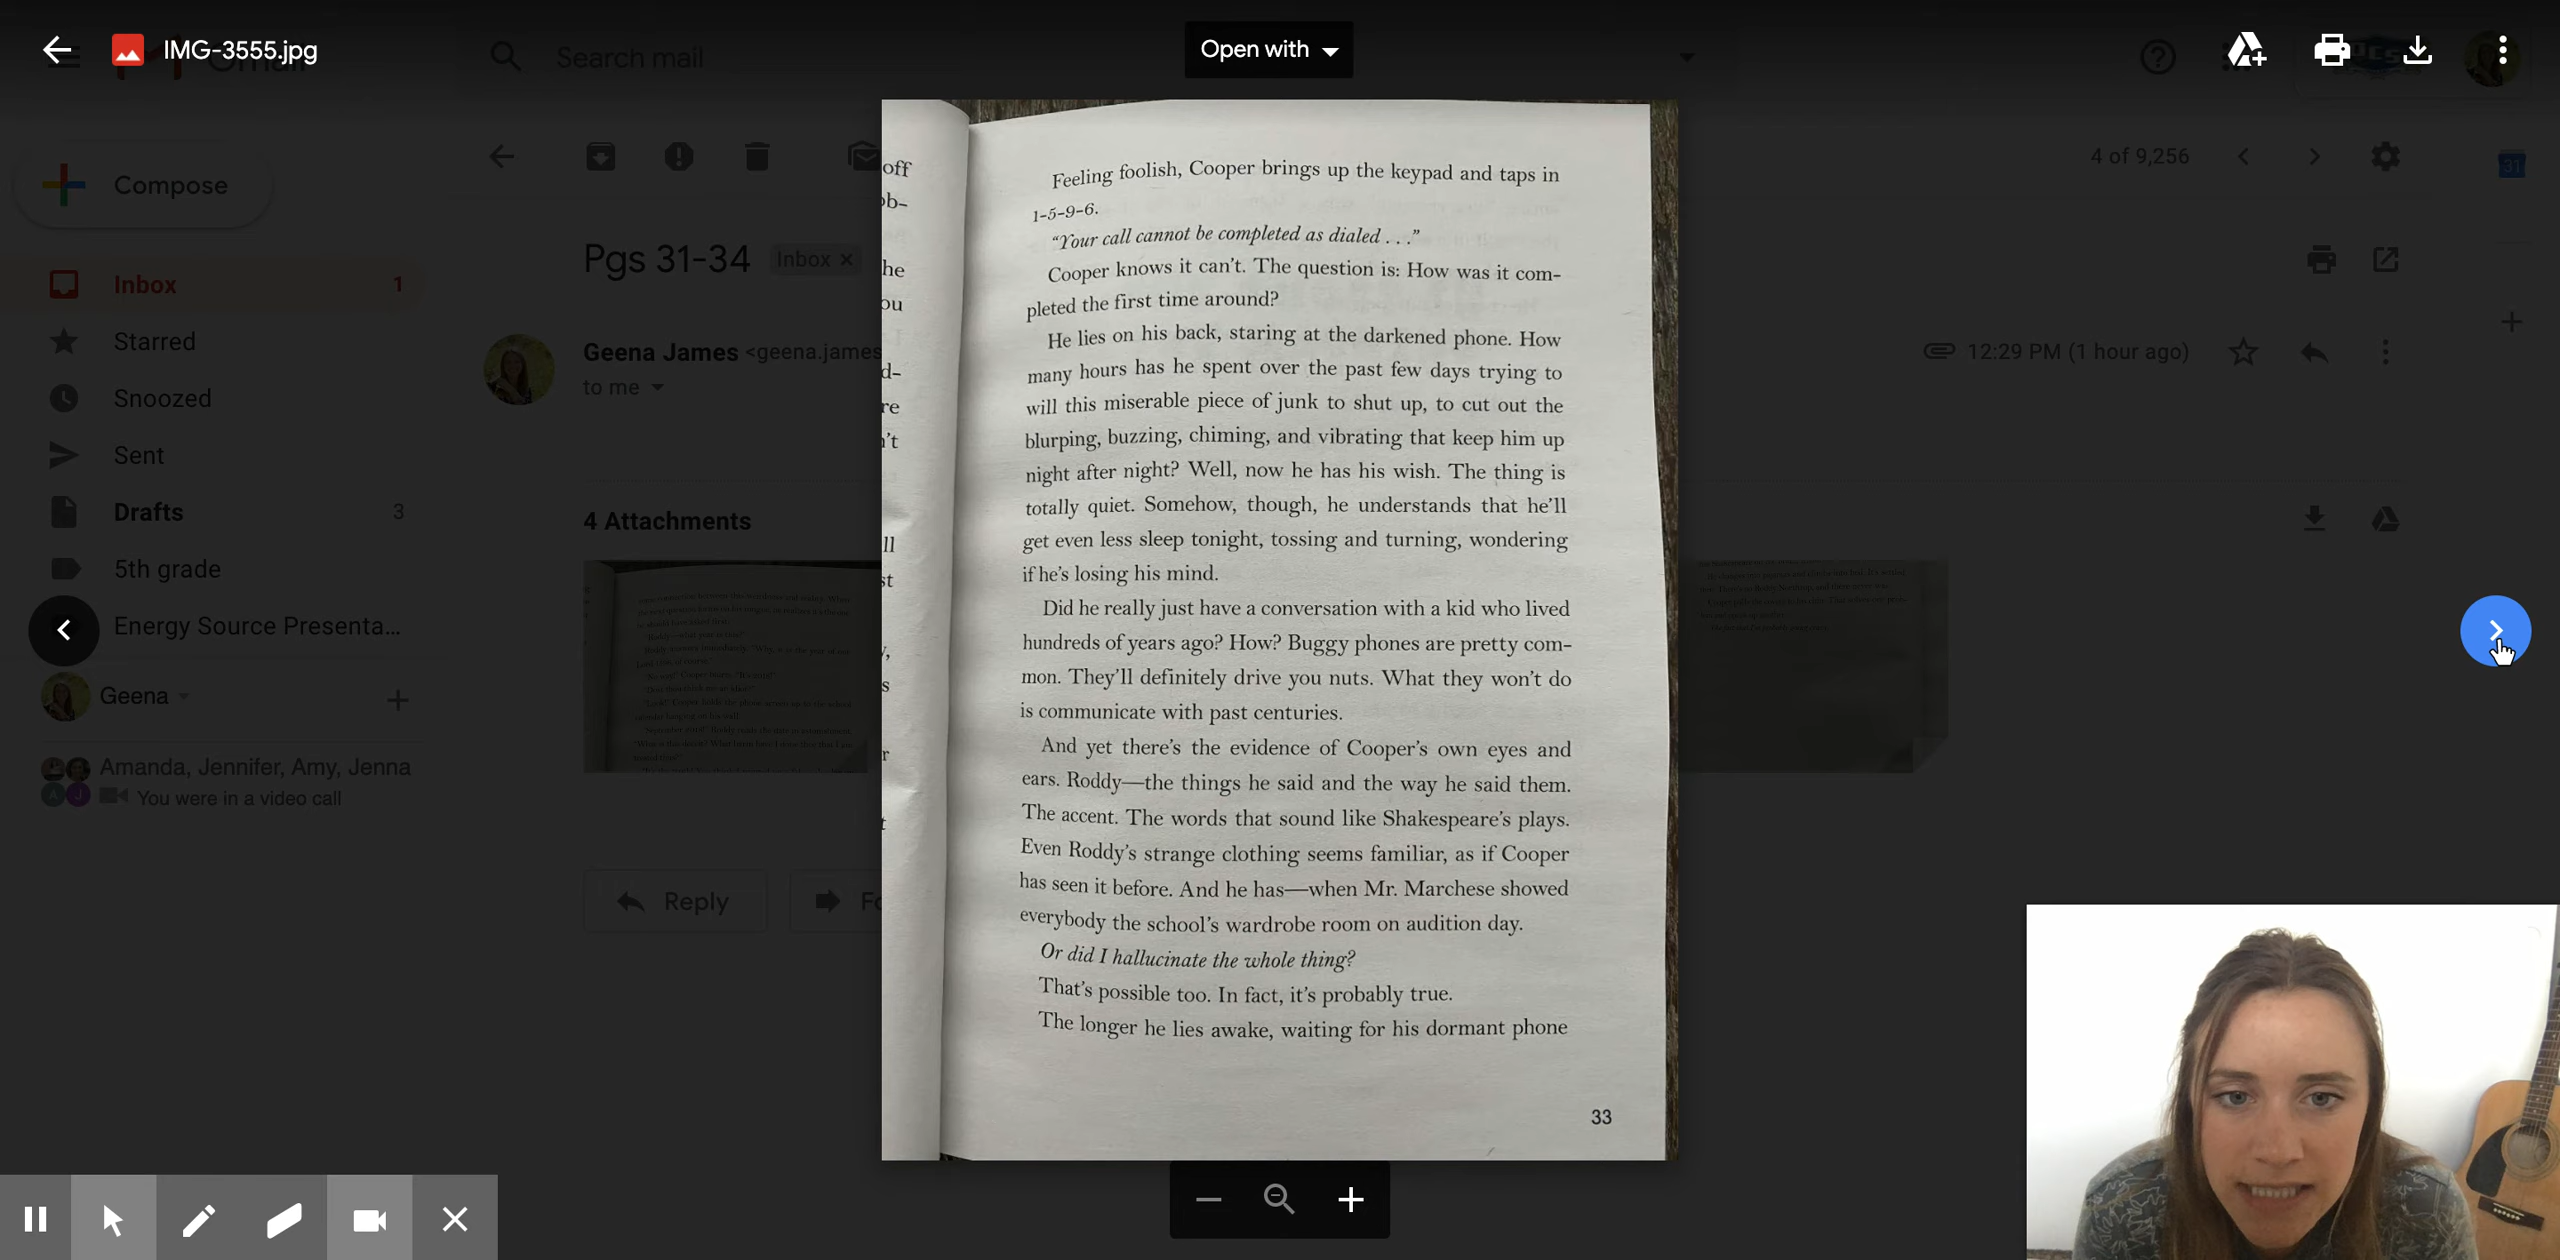 IMG-3555.jpg
Search mail
Open with
Compose
4 of 9,256
31
Inbox
1
Starred
Snoozed
Sent
Drafts
3
5th grade
Energy Source Presenta...
Geena
Amanda, Jennifer, Amy, Jenna
You were in a video call
Pgs 31-34
Inbox ×
Geena James <geena.james
to me
12:29 PM (1 hour ago)
4 Attachments
Reply
off
he
ou
d-
re
n't
ll
st
Feeling foolish, Cooper brings up the keypad and taps in
1-5-9-6.
“Your call cannot be completed as dialed . . .”
Cooper knows it can’t. The question is: How was it com-
pleted the first time around?
He lies on his back, staring at the darkened phone. How
many hours has he spent over the past few days trying to
will this miserable piece of junk to shut up, to cut out the
blurping, buzzing, chiming, and vibrating that keep him up
night after night? Well, now he has his wish. The thing is
totally quiet. Somehow, though, he understands that he’ll
get even less sleep tonight, tossing and turning, wondering
if he’s losing his mind.
Did he really just have a conversation with a kid who lived
hundreds of years ago? How? Buggy phones are pretty com-
mon. They’ll definitely drive you nuts. What they won’t do
is communicate with past centuries.
And yet there’s the evidence of Cooper’s own eyes and
ears. Roddy—the things he said and the way he said them.
The accent. The words that sound like Shakespeare’s plays.
Even Roddy’s strange clothing seems familiar, as if Cooper
has seen it before. And he has—when Mr. Marchese showed
everybody the school’s wardrobe room on audition day.
Or did I hallucinate the whole thing?
That’s possible too. In fact, it’s probably true.
The longer he lies awake, waiting for his dormant phone
33